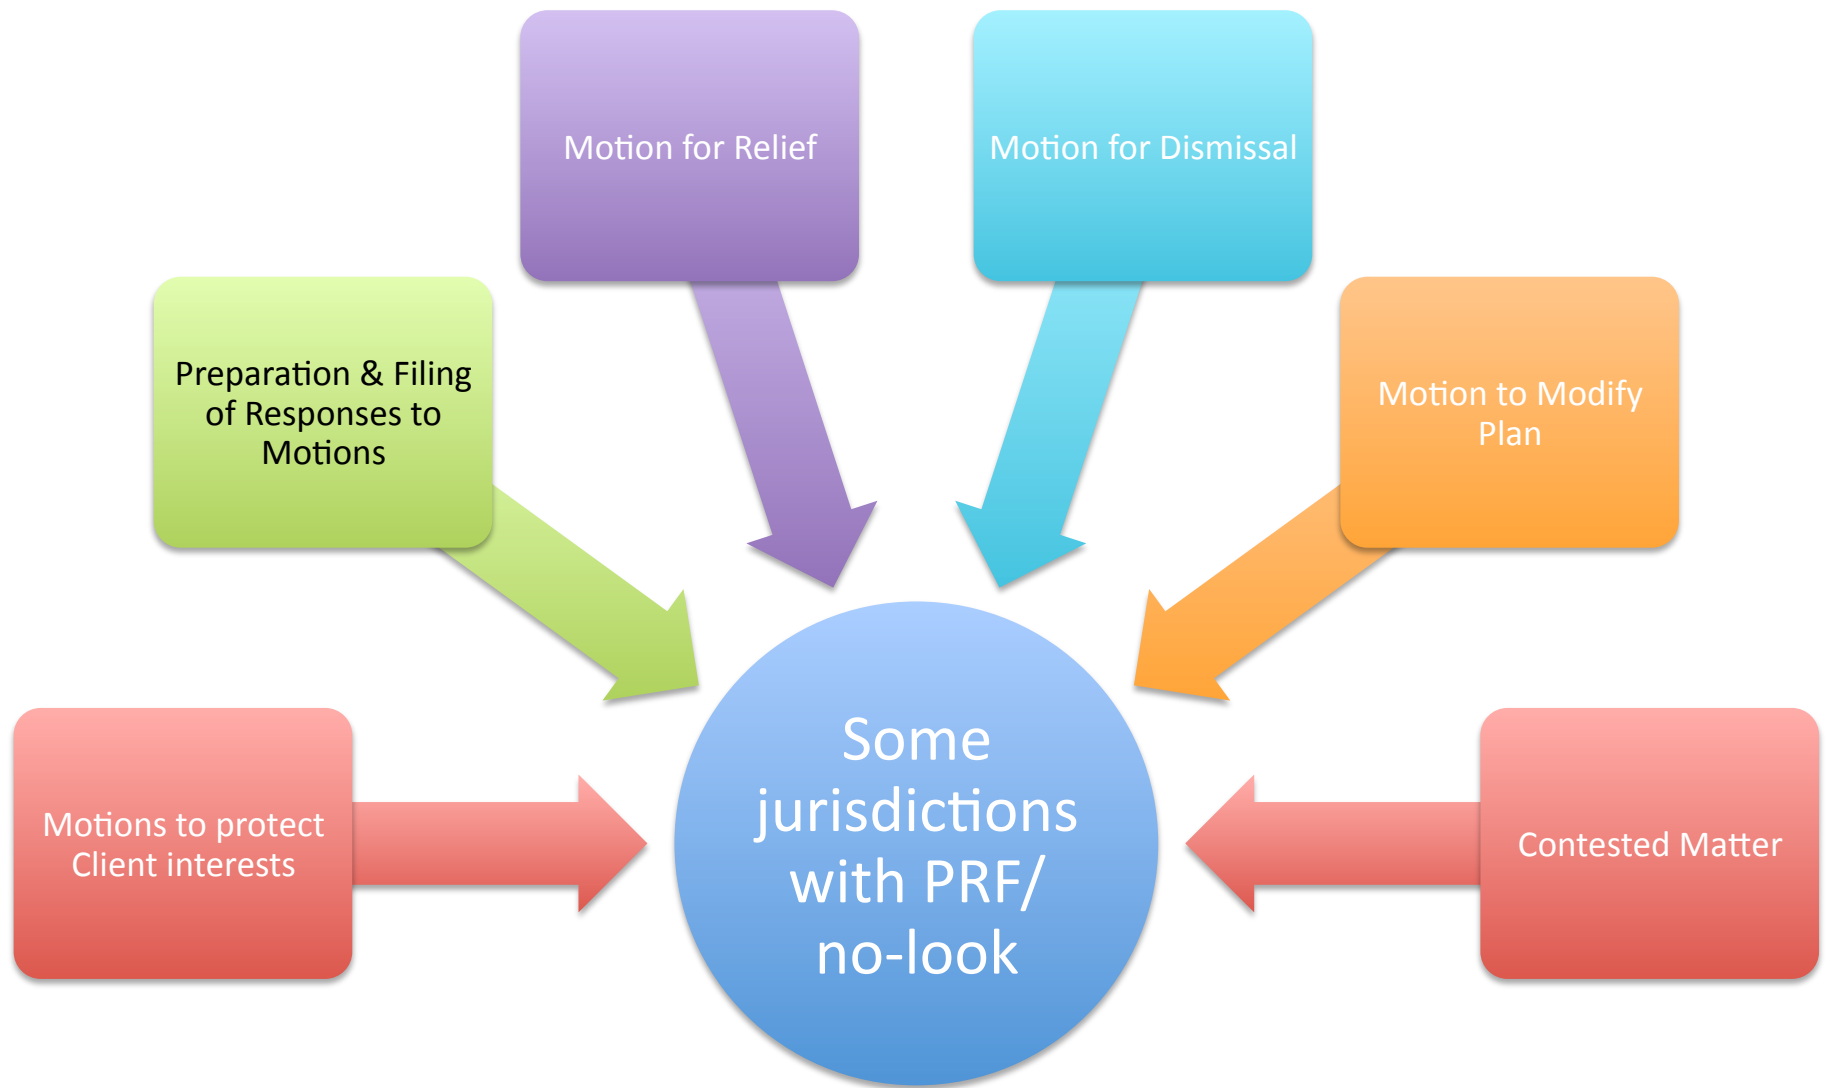 Motion for Relief
Motion for Dismissal
Preparation & Filing
of Responses to
Motions
Motion to Modify
Plan
Motions to protect
Client interests
Some
jurisdictions
with PRF/
no-look
Contested Matter